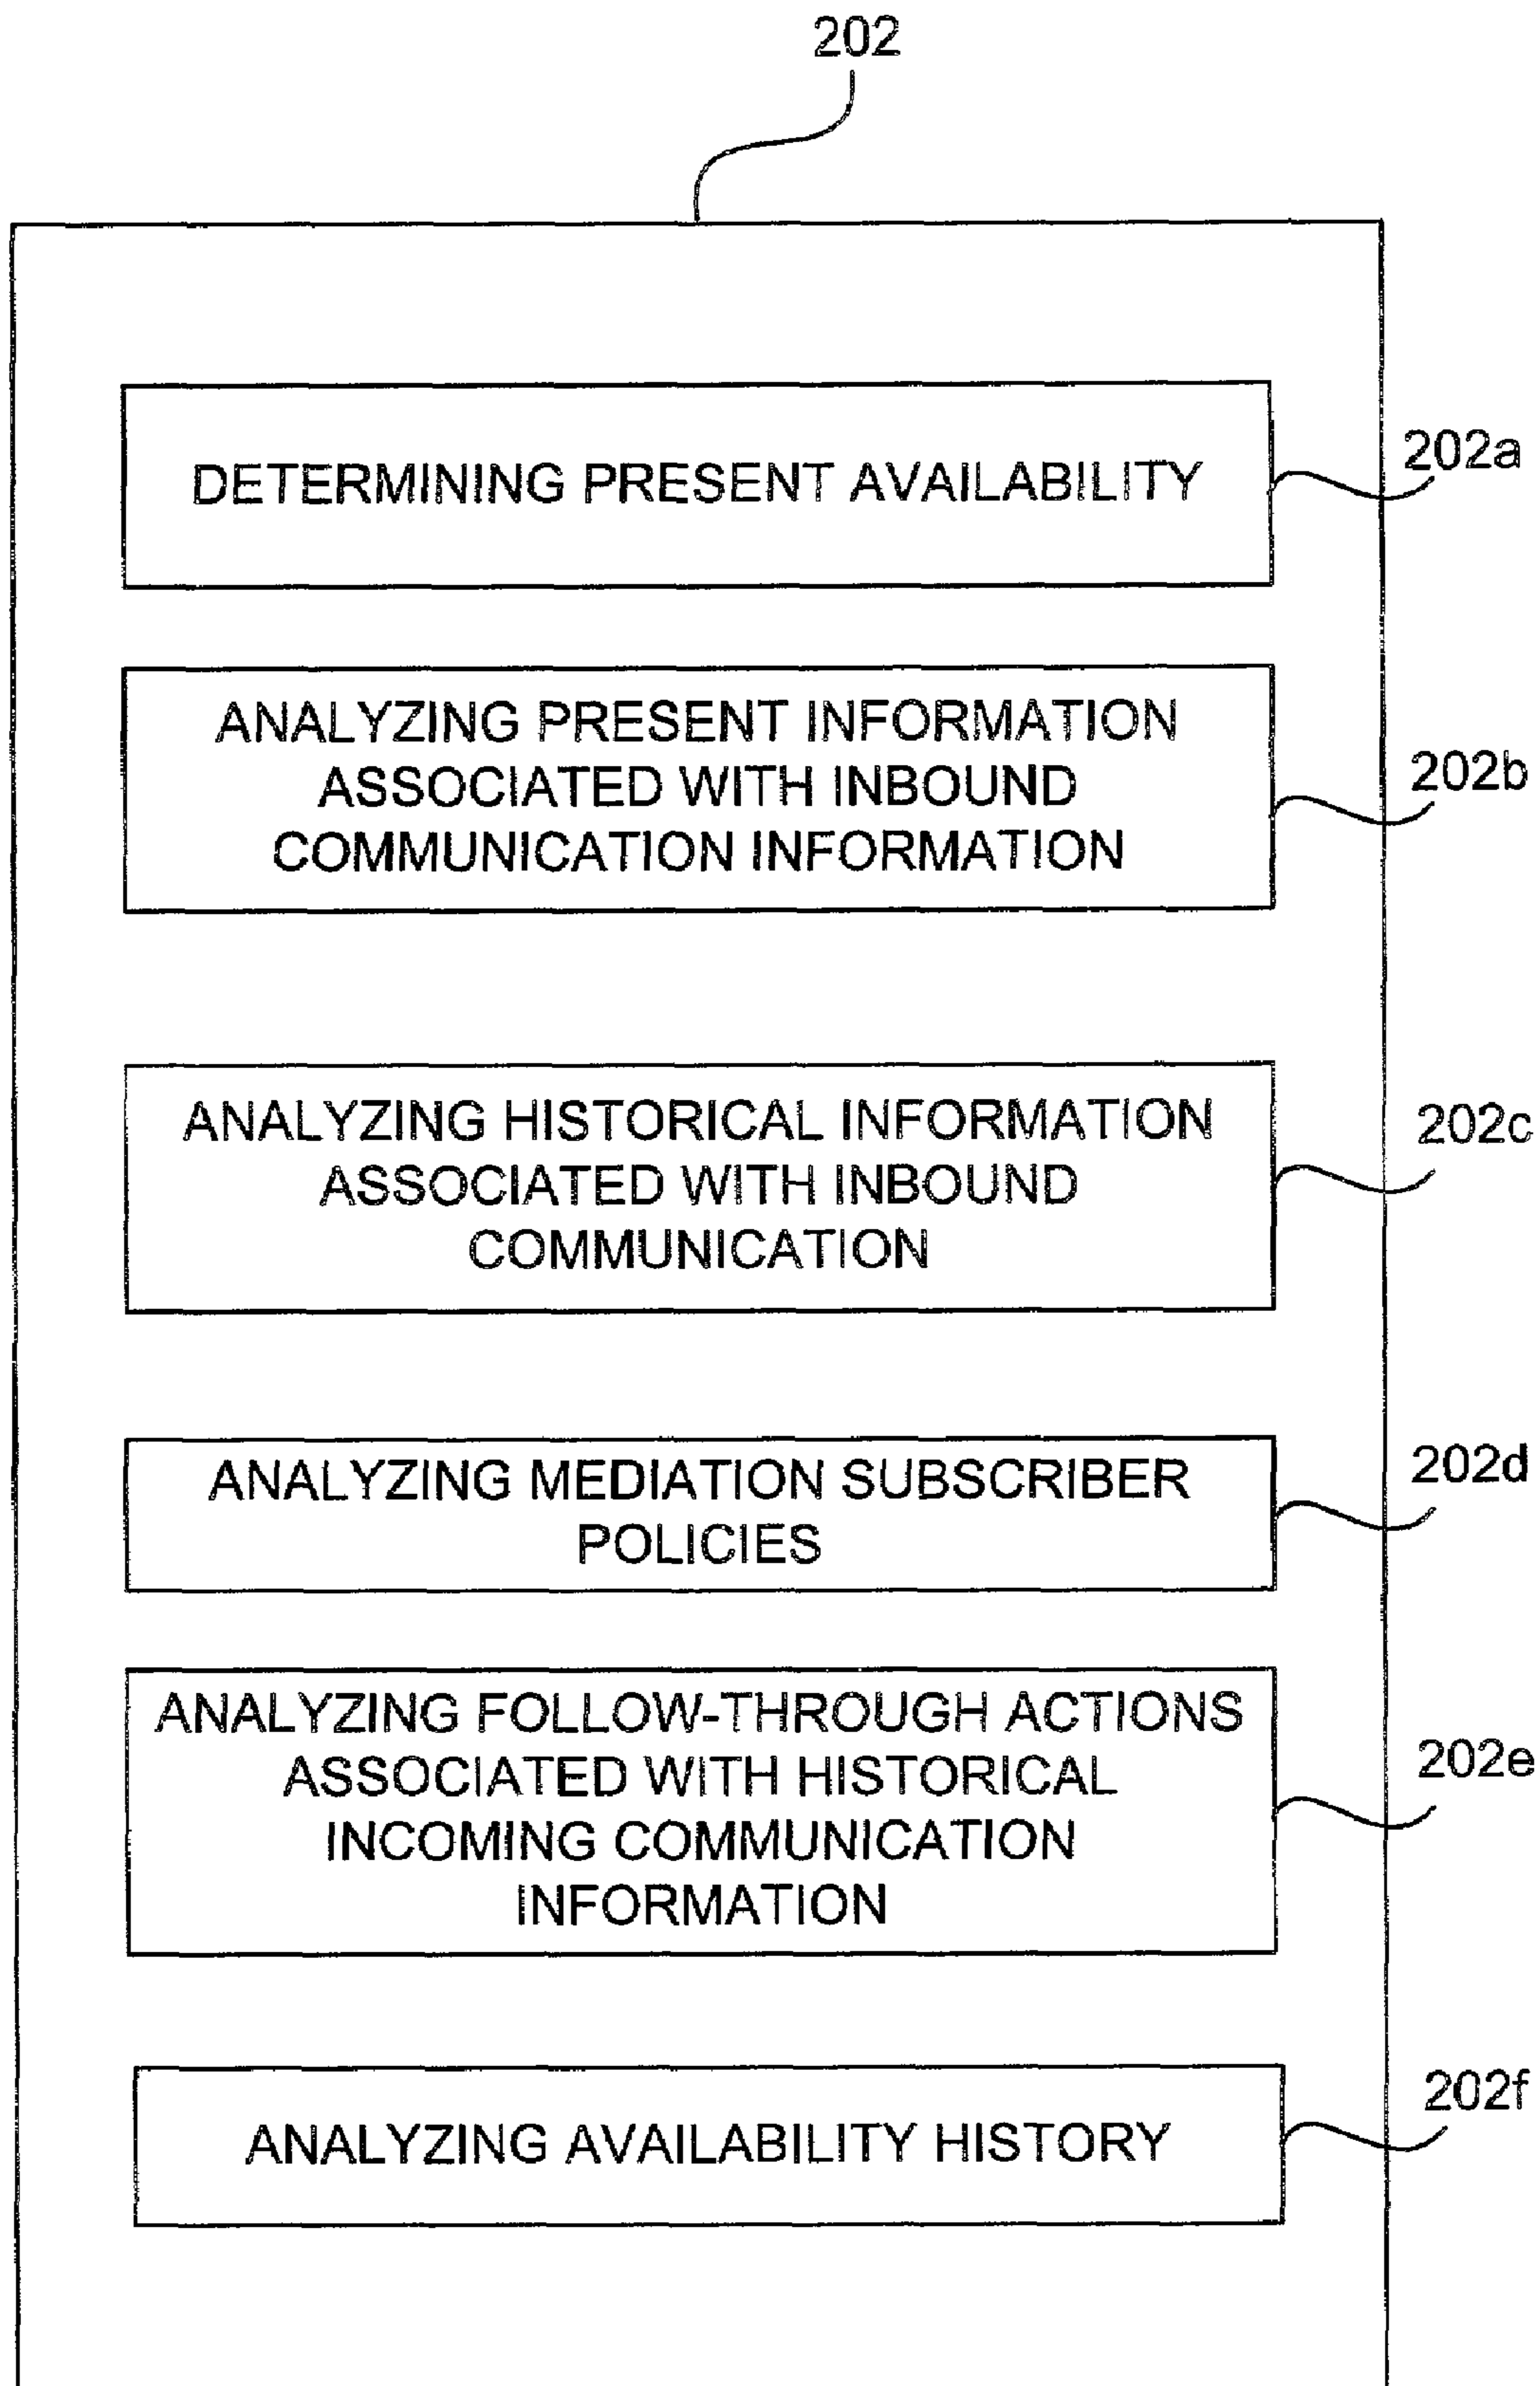 202
DETERMINING PRESENT AVAILABILITY
202a
ANALYZING PRESENT INFORMATION
ASSOCIATED WITH INBOUND
COMMUNICATION INFORMATION
202b
ANALYZING HISTORICAL INFORMATION
ASSOCIATED WITH INBOUND
COMMUNICATION
202c
ANALYZING MEDIATION SUBSCRIBER
POLICIES
202d
ANALYZING FOLLOW-THROUGH ACTIONS
ASSOCIATED WITH HISTORICAL
INCOMING COMMUNICATION
INFORMATION
202e
ANALYZING AVAILABILITY HISTORY
202f